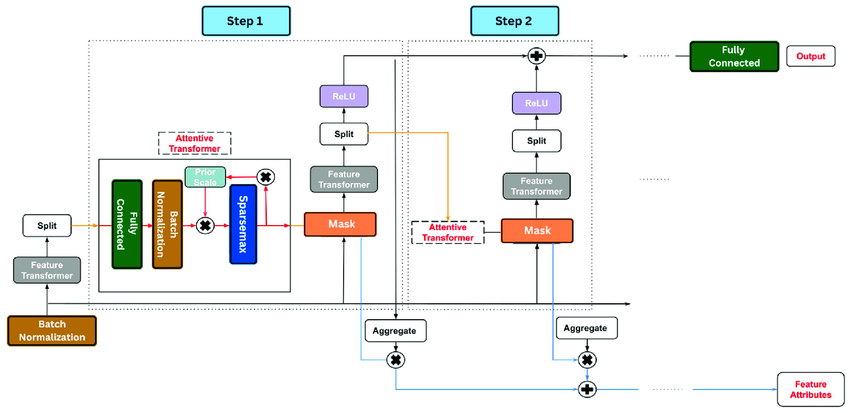 Step 1
Step 2
Fully
Connected
Output
ReLU
ReLU
Attentive
Transformer
Split
Split
Prior
Scale
Feature
Transformer
Feature
Transformer
Fully
Connected
Batch
Normalization
Sparsemax
Split
Mask
Attentive
Transformer
Mask
Feature
Transformer
Batch
Normalization
Aggregate
Aggregate
Feature
Attributes